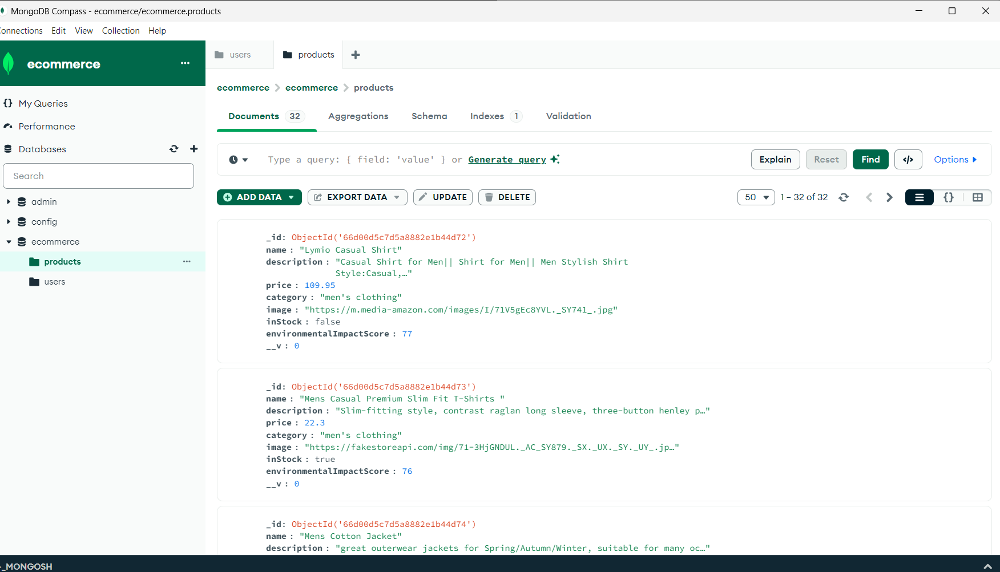 MongoDB Compass - ecommerce/ecommerce.products
onnections Edit View Collection Help
ecommerce
My Queries
Performance
Databases
Search
admin
config
ecommerce
products
users
users
products
ecommerce ecommerce products
Documents 32 Aggregations Schema Indexes 1 Validation
Type a query: { field: 'value' } or Generate query
Explain Reset Find </> Options
ADD DATA EXPORT DATA UPDATE DELETE
50 1 – 32 of 32
_id: ObjectId('66d00d5c7d5a8882e1b44d72')
name : "Lymio Casual Shirt"
description : "Casual Shirt for Men|| Shirt for Men|| Men Stylish Shirt
Style:Casual,…"
price : 109.95
category : "men's clothing"
image : "https://m.media-amazon.com/images/I/71V5gEc8YVL._SY741_.jpg"
inStock : false
environmentalImpactScore : 77
__v : 0
_id: ObjectId('66d00d5c7d5a8882e1b44d73')
name : "Mens Casual Premium Slim Fit T-Shirts "
description : "Slim-fitting style, contrast raglan long sleeve, three-button henley p…"
price : 22.3
category : "men's clothing"
image : "https://fakestoreapi.com/img/71-3HjGNDUL._AC_SY879._SX._UX._SY._UY_.jp…"
inStock : true
environmentalImpactScore : 76
__v : 0
_id: ObjectId('66d00d5c7d5a8882e1b44d74')
name : "Mens Cotton Jacket"
description : "great outerwear jackets for Spring/Autumn/Winter, suitable for many oc…"
_MONGOSH